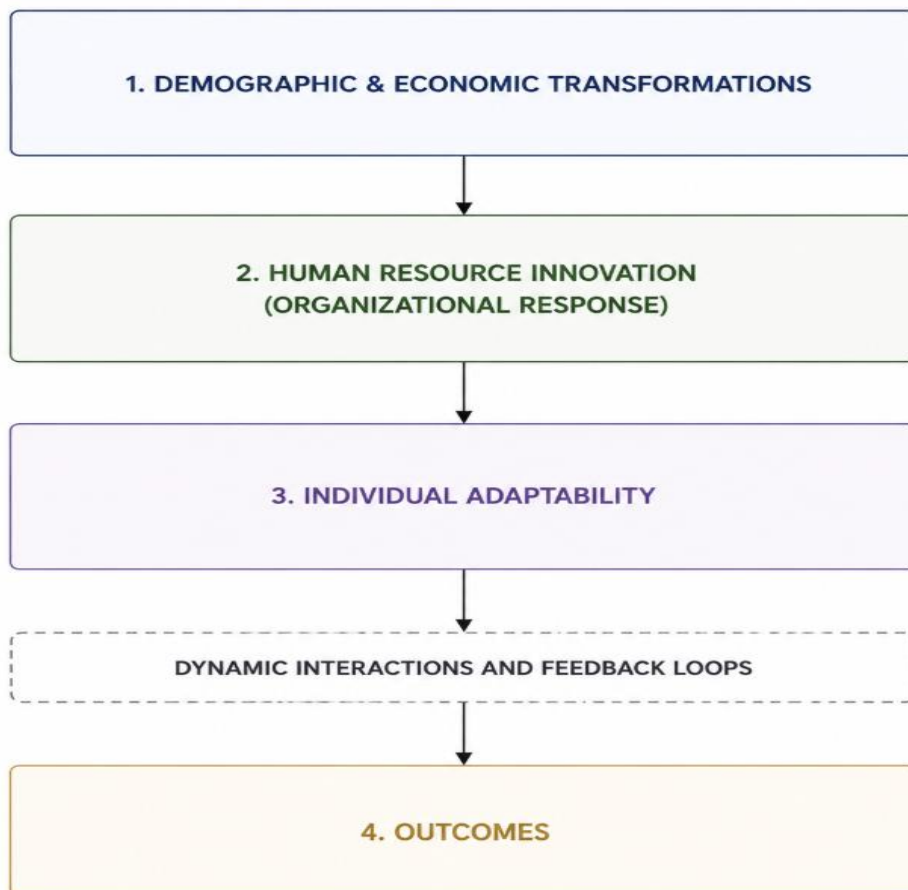 1. DEMOGRAPHIC & ECONOMIC TRANSFORMATIONS
2. HUMAN RESOURCE INNOVATION
(ORGANIZATIONAL RESPONSE)
3. INDIVIDUAL ADAPTABILITY
DYNAMIC INTERACTIONS AND FEEDBACK LOOPS
4. OUTCOMES